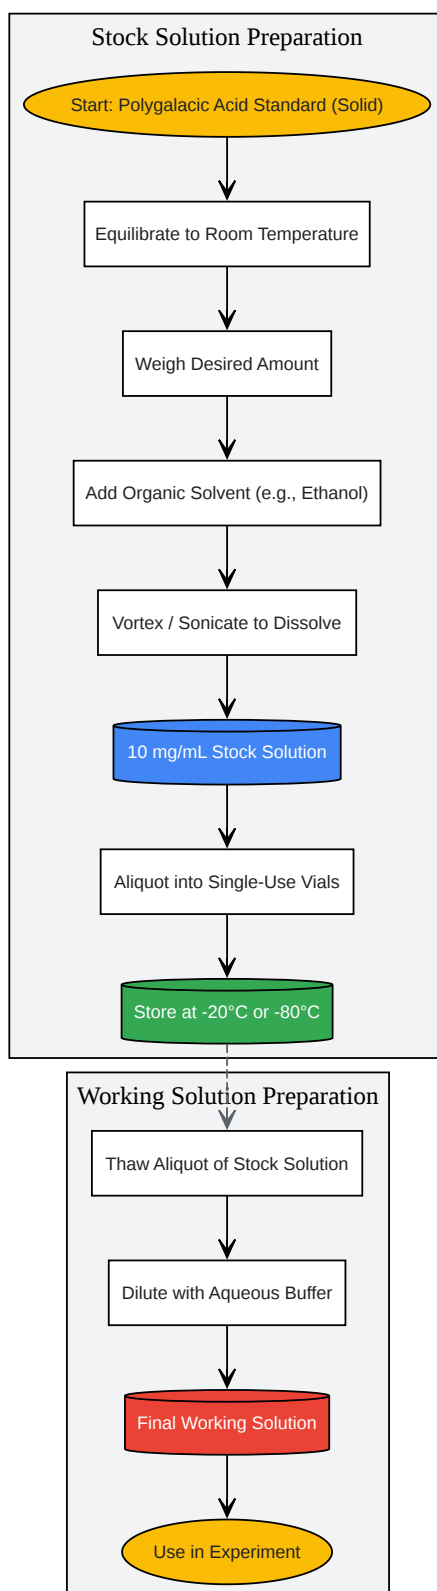 Stock Solution Preparation
Start: Polygalacic Acid Standard (Solid)
Equilibrate to Room Temperature
Weigh Desired Amount
Add Organic Solvent (e.g., Ethanol)
Vortex / Sonicate to Dissolve
10 mg/mL Stock Solution
Aliquot into Single-Use Vials
Store at -20°C or -80°C
Working Solution Preparation
Thaw Aliquot of Stock Solution
Dilute with Aqueous Buffer
Final Working Solution
Use in Experiment